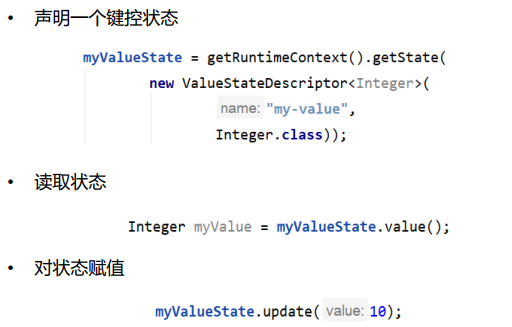 • 声明一个键控状态
myValueState = getRuntimeContext().getState(
new ValueStateDescriptor<Integer>(
name: "my-value",
Integer.class));
• 读取状态
Integer myValue = myValueState.value();
• 对状态赋值
myValueState.update( value: 10);